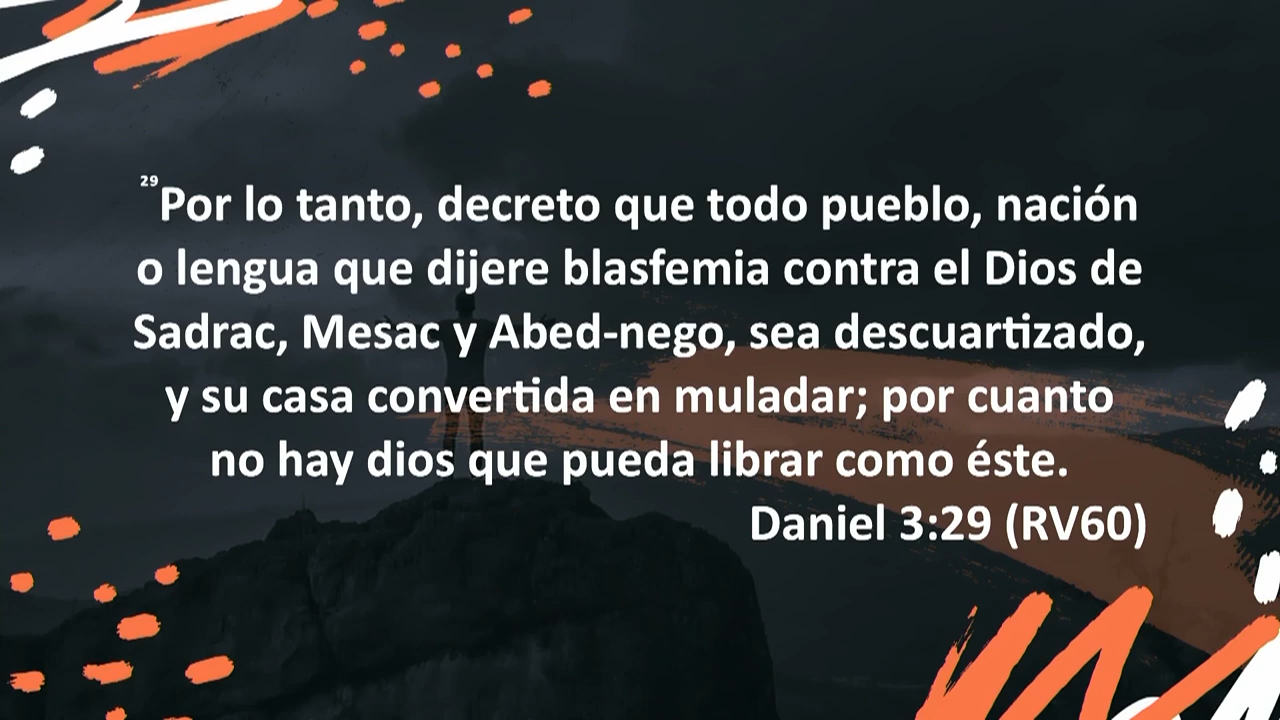 29Por lo tanto, decreto que todo pueblo, nación
o lengua que dijere blasfemia contra el Dios de
Sadrac, Mesac y Abed-nego, sea descuartizado,
y su casa convertida en muladar; por cuanto
no hay dios que pueda librar como éste.
Daniel 3:29 (RV60)